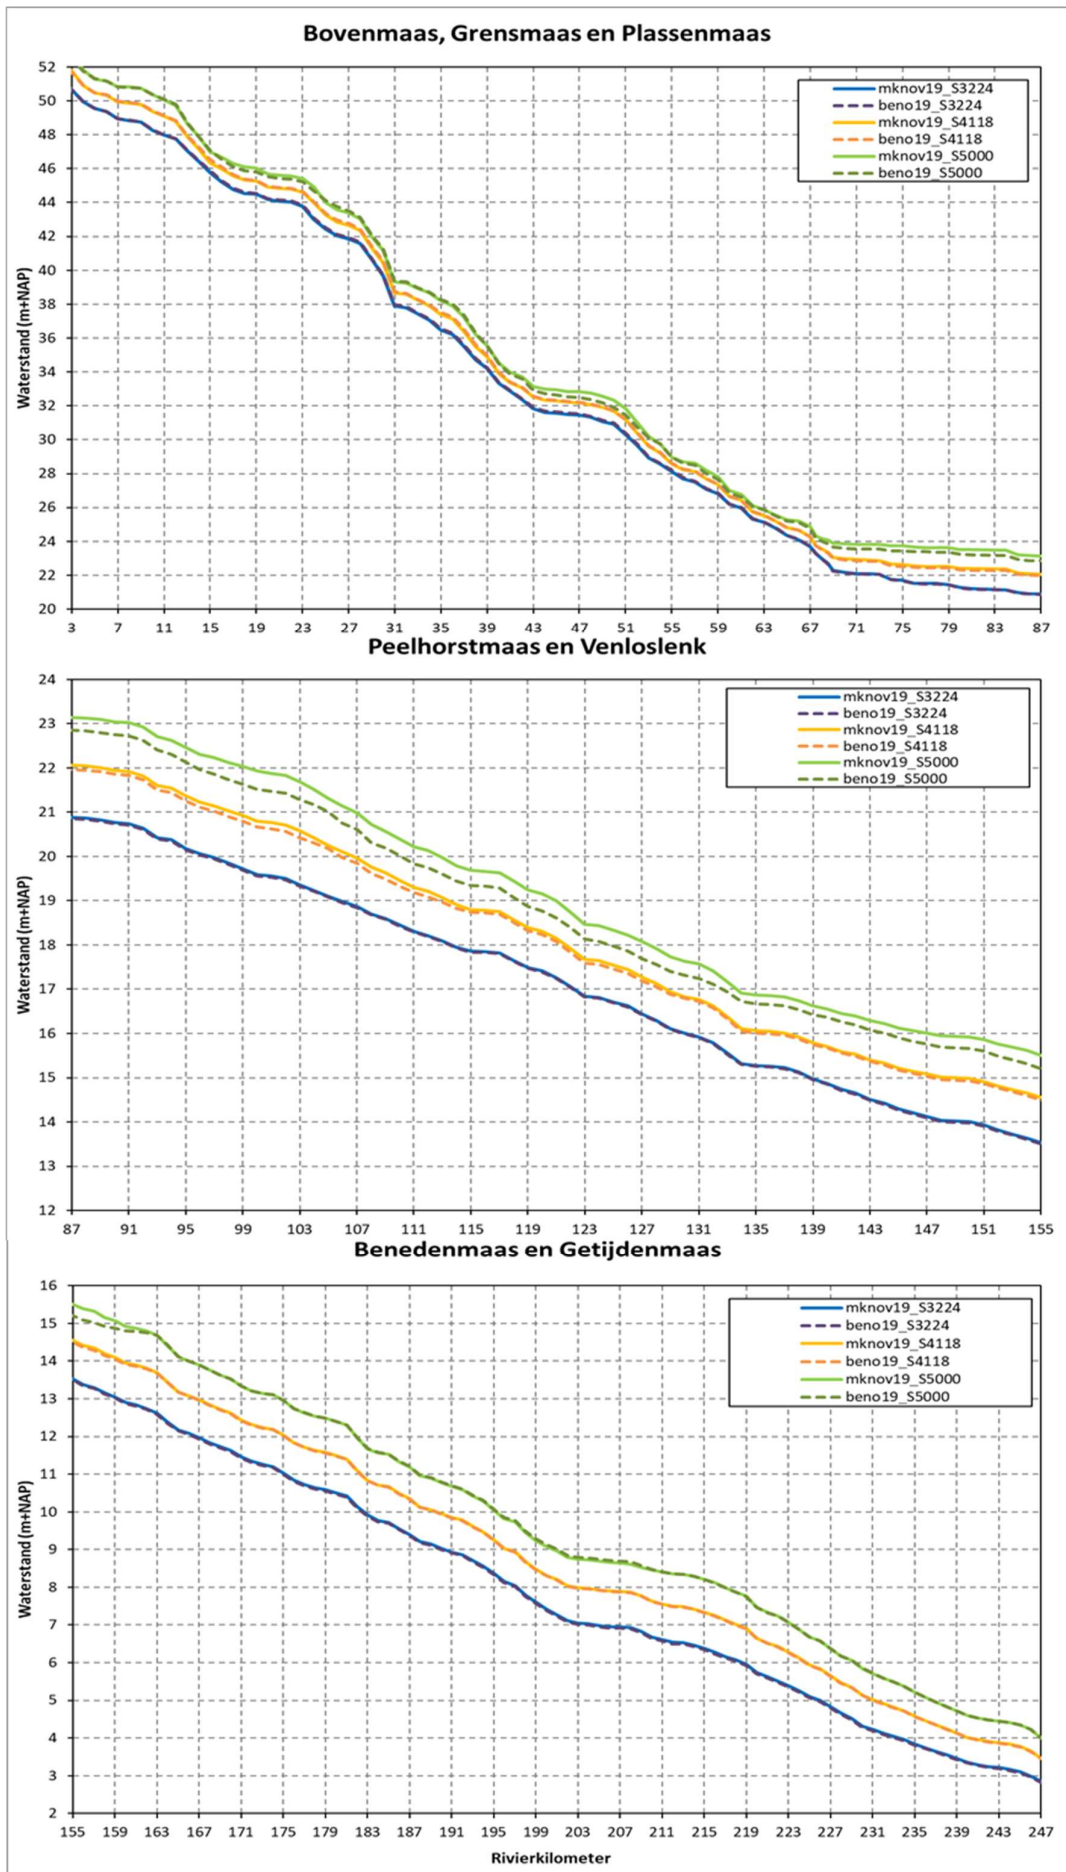 Bovenmaas, Grensmaas en Plassenmaas
Waterstand (m+NAP)
52
50
48
46
44
42
40
38
36
34
32
30
28
26
24
22
20
mknov19_S3224
beno19_S3224
mknov19_S4118
beno19_S4118
mknov19_S5000
beno19_S5000
3 7 11 15 19 23 27 31 35 39 43 47 51 55 59 63 67 71 75 79 83 87
Peelhorstmaas en Venloslenk
Waterstand (m+NAP)
24
23
22
21
20
19
18
17
16
15
14
13
12
mknov19_S3224
beno19_S3224
mknov19_S4118
beno19_S4118
mknov19_S5000
beno19_S5000
87 91 95 99 103 107 111 115 119 123 127 131 135 139 143 147 151 155
Benedenmaas en Getijdenmaas
Waterstand (m+NAP)
16
15
14
13
12
11
10
9
8
7
6
5
4
3
2
mknov19_S3224
beno19_S3224
mknov19_S4118
beno19_S4118
mknov19_S5000
beno19_S5000
155 159 163 167 171 175 179 183 187 191 195 199 203 207 211 215 219 223 227 231 235 239 243 247
Rivierkilometer